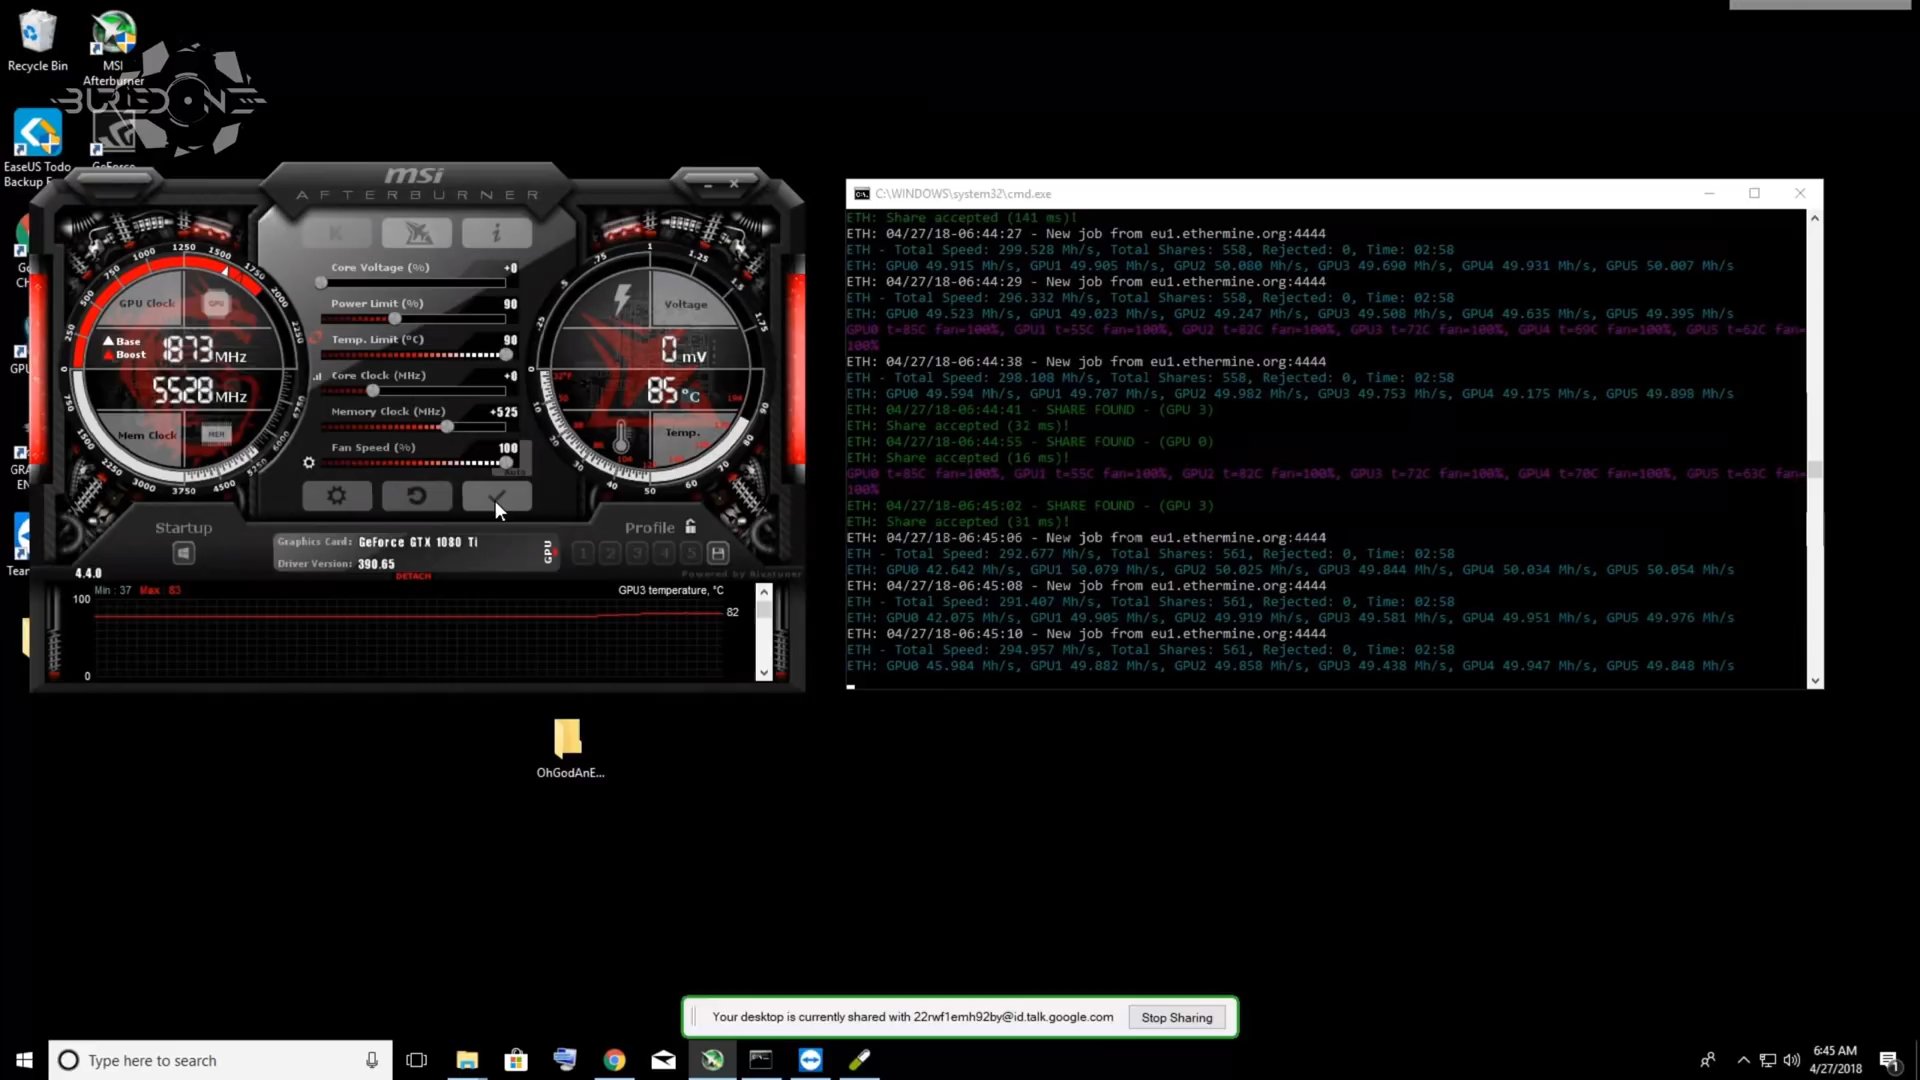 Recycle Bin
MSI
Afterburner
BURIEDONE
EaseUS Todo
Backup F...
GeForce
msi
AFTERBURNER
Core Voltage (%) +0
Power Limit (%) 90
Temp. Limit (°C) 90
Core Clock (MHz) +0
Memory Clock (MHz) +525
Fan Speed (%) 100
Auto
GPU Clock
GPU
Base
Boost
1873MHz
5528MHz
Mem Clock
MEM
Voltage
0 mV
85 °C
Temp.
Startup
Profile
1 2 3 4 5
Graphics Card: GeForce GTX 1080 Ti
Driver Version: 390.65
GPU
DETACH
Powered by Rivatuner
4.4.0
Min : 37 Max : 83
GPU3 temperature, °C
100
82
0
C:\WINDOWS\system32\cmd.exe
ETH: Share accepted (141 ms)!
ETH: 04/27/18-06:44:27 - New job from eu1.ethermine.org:4444
ETH - Total Speed: 299.528 Mh/s, Total Shares: 558, Rejected: 0, Time: 02:58
ETH: GPU0 49.915 Mh/s, GPU1 49.905 Mh/s, GPU2 50.080 Mh/s, GPU3 49.690 Mh/s, GPU4 49.931 Mh/s, GPU5 50.007 Mh/s
ETH: 04/27/18-06:44:29 - New job from eu1.ethermine.org:4444
ETH - Total Speed: 296.332 Mh/s, Total Shares: 558, Rejected: 0, Time: 02:58
ETH: GPU0 49.523 Mh/s, GPU1 49.023 Mh/s, GPU2 49.247 Mh/s, GPU3 49.508 Mh/s, GPU4 49.635 Mh/s, GPU5 49.395 Mh/s
GPU0 t=85C fan=100%, GPU1 t=55C fan=100%, GPU2 t=82C fan=100%, GPU3 t=72C fan=100%, GPU4 t=69C fan=100%, GPU5 t=62C fan=
100%
ETH: 04/27/18-06:44:38 - New job from eu1.ethermine.org:4444
ETH - Total Speed: 298.108 Mh/s, Total Shares: 558, Rejected: 0, Time: 02:58
ETH: GPU0 49.594 Mh/s, GPU1 49.707 Mh/s, GPU2 49.982 Mh/s, GPU3 49.753 Mh/s, GPU4 49.175 Mh/s, GPU5 49.898 Mh/s
ETH: 04/27/18-06:44:41 - SHARE FOUND - (GPU 3)
ETH: Share accepted (32 ms)!
ETH: 04/27/18-06:44:55 - SHARE FOUND - (GPU 0)
ETH: Share accepted (16 ms)!
GPU0 t=85C fan=100%, GPU1 t=55C fan=100%, GPU2 t=82C fan=100%, GPU3 t=72C fan=100%, GPU4 t=70C fan=100%, GPU5 t=63C fan=
100%
ETH: 04/27/18-06:45:02 - SHARE FOUND - (GPU 3)
ETH: Share accepted (31 ms)!
ETH: 04/27/18-06:45:06 - New job from eu1.ethermine.org:4444
ETH - Total Speed: 292.677 Mh/s, Total Shares: 561, Rejected: 0, Time: 02:58
ETH: GPU0 42.642 Mh/s, GPU1 50.079 Mh/s, GPU2 50.025 Mh/s, GPU3 49.844 Mh/s, GPU4 50.034 Mh/s, GPU5 50.054 Mh/s
ETH: 04/27/18-06:45:08 - New job from eu1.ethermine.org:4444
ETH - Total Speed: 291.407 Mh/s, Total Shares: 561, Rejected: 0, Time: 02:58
ETH: GPU0 42.075 Mh/s, GPU1 49.905 Mh/s, GPU2 49.919 Mh/s, GPU3 49.581 Mh/s, GPU4 49.951 Mh/s, GPU5 49.976 Mh/s
ETH: 04/27/18-06:45:10 - New job from eu1.ethermine.org:4444
ETH - Total Speed: 294.957 Mh/s, Total Shares: 561, Rejected: 0, Time: 02:58
ETH: GPU0 45.984 Mh/s, GPU1 49.882 Mh/s, GPU2 49.858 Mh/s, GPU3 49.438 Mh/s, GPU4 49.947 Mh/s, GPU5 49.848 Mh/s
OhGodAnE...
Your desktop is currently shared with 22rwf1emh92by@id.talk.google.com
Stop Sharing
Type here to search
6:45 AM
4/27/2018
1